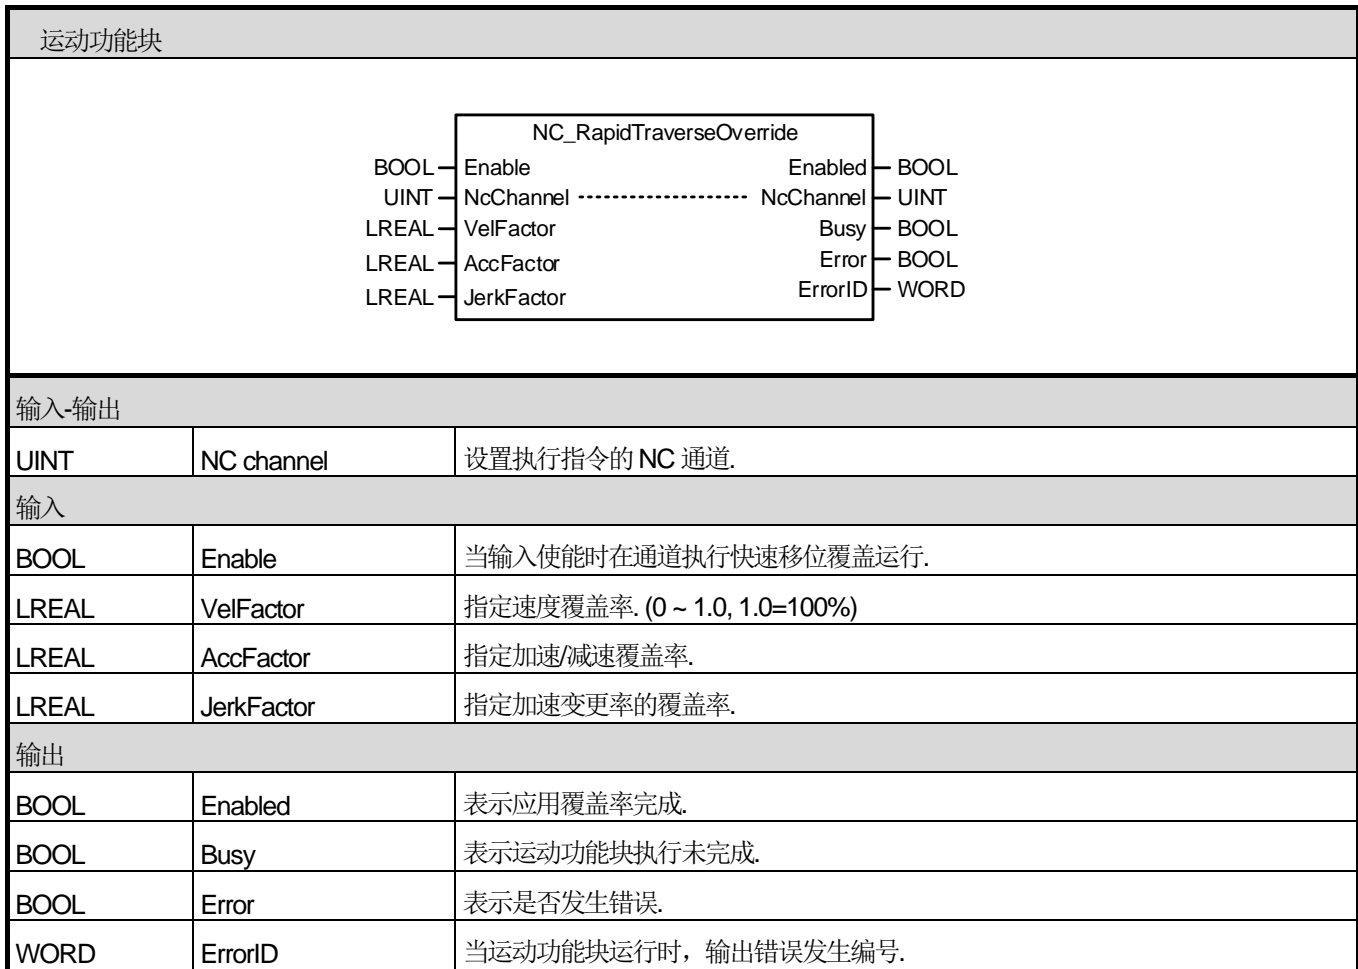 运动功能块
NC_RapidTraverseOverride
BOOL Enable Enabled BOOL
UINT NcChannel NcChannel UINT
LREAL VelFactor Busy BOOL
LREAL AccFactor Error BOOL
LREAL JerkFactor ErrorID WORD
输入-输出
UINT NC channel 设置执行指令的 NC 通道.
输入
BOOL Enable 当输入使能时在通道执行快速移位覆盖运行.
LREAL VelFactor 指定速度覆盖率. (0 ~ 1.0, 1.0=100%)
LREAL AccFactor 指定加速/减速覆盖率.
LREAL JerkFactor 指定加速变更率的覆盖率.
输出
BOOL Enabled 表示应用覆盖率完成.
BOOL Busy 表示运动功能块执行未完成.
BOOL Error 表示是否发生错误.
WORD ErrorID 当运动功能块运行时，输出错误发生编号.